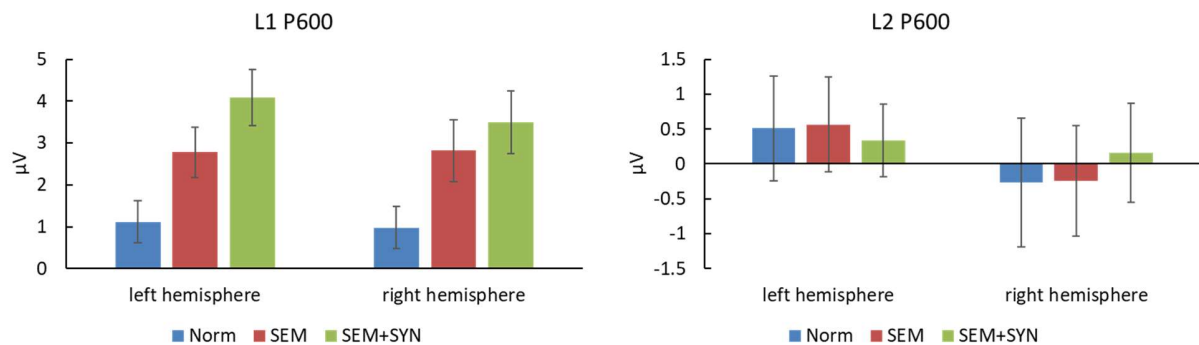 L1 P600
5
4
3
2
1
0
µV
left hemisphere right hemisphere
Norm SEM SEM+SYN
L2 P600
1.5
1
0.5
0
-0.5
-1
-1.5
µV
left hemisphere right hemisphere
Norm SEM SEM+SYN